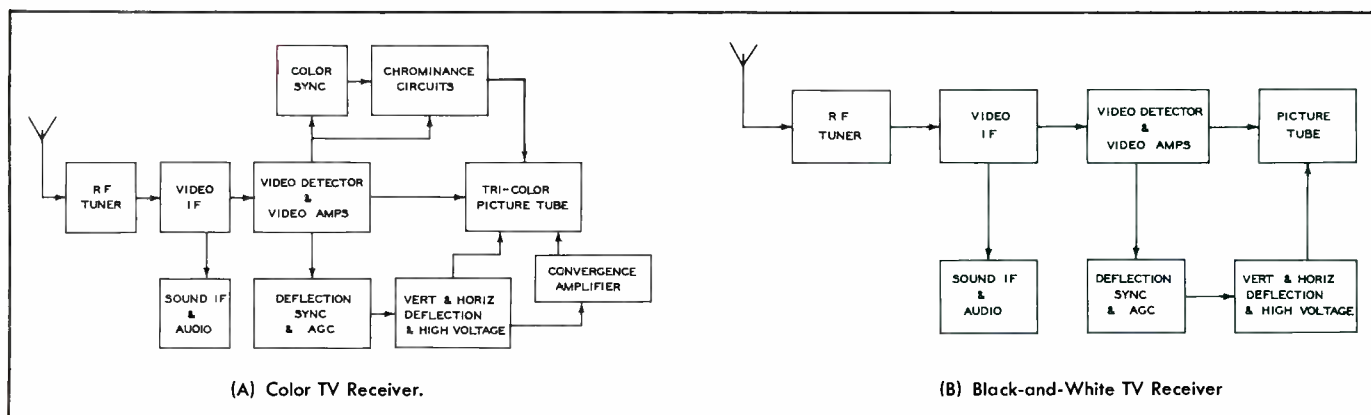 COLOR
SYNC
CHROMINANCE
CIRCUITS
RF
TUNER
VIDEO
IF
VIDEO DETECTOR
&
VIDEO AMPS
TRI-COLOR
PICTURE TUBE
SOUND IF
&
AUDIO
DEFLECTION
SYNC
& AGC
VERT & HORIZ
DEFLECTION
& HIGH VOLTAGE
CONVERGENCE
AMPLIFIER
(A) Color TV Receiver.
RF
TUNER
VIDEO
IF
VIDEO DETECTOR
&
VIDEO AMPS
PICTURE
TUBE
SOUND IF
&
AUDIO
DEFLECTION
SYNC
& AGC
VERT & HORIZ
DEFLECTION
& HIGH VOLTAGE
(B) Black-and-White TV Receiver